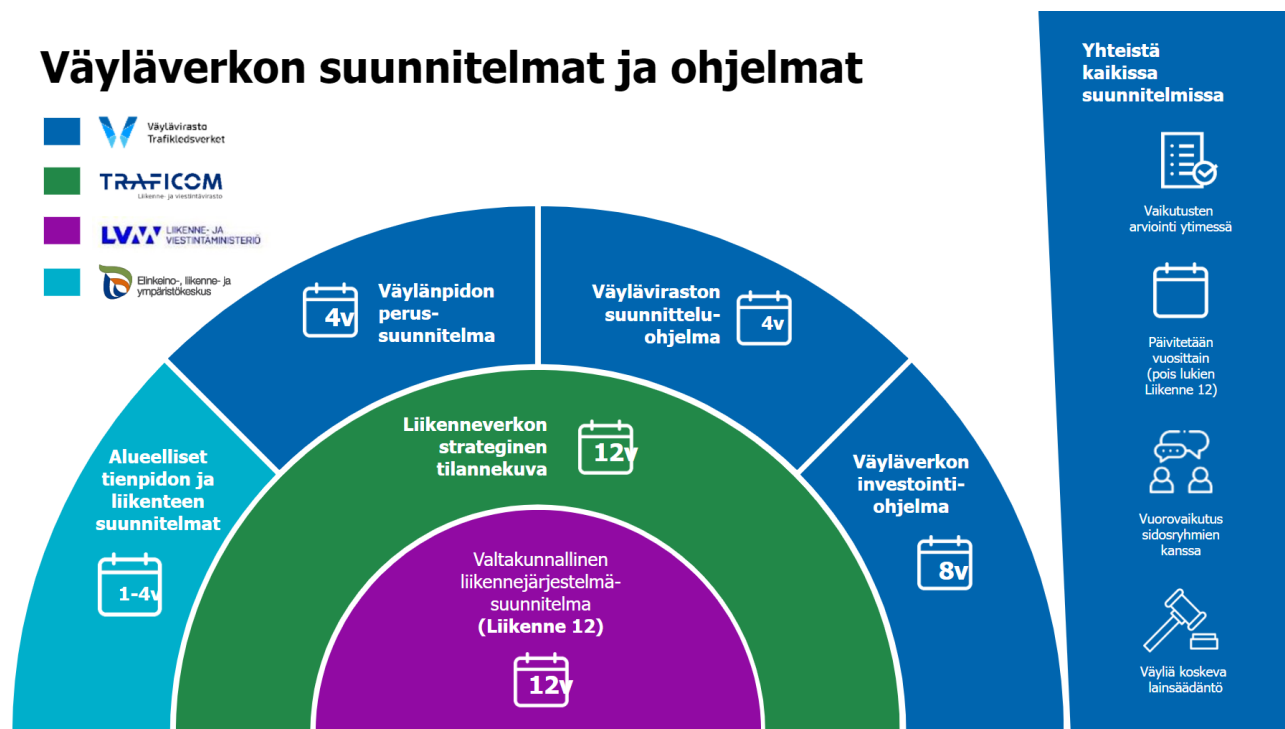 Väyläverkon suunnitelmat ja ohjelmat
Väylävirasto
Trafikledsverket
TRAFICOM
Liikenne- ja viestintävirasto
LVM LIIKENNE- JA
VIESTINTÄMINISTERIÖ
Elinkeino-, liikenne- ja
ympäristökeskus
Alueelliset
tienpidon ja
liikenteen
suunnitelmat
1-4v
4v
Väylänpidon
perus-
suunnitelma
Väyläviraston
suunnittelu-
ohjelma
4v
Väyläverkon
investointi-
ohjelma
8v
Liikenneverkon
strateginen
tilannekuva
12v
Valtakunnallinen
liikennejärjestelmä-
suunnitelma
(Liikenne 12)
12v
Yhteistä
kaikissa
suunnitelmissa
Vaikutusten
arviointi ytimessä
Päivitetään
vuosittain
(pois lukien
Liikenne 12)
Vuorovaikutus
sidosryhmien
kanssa
Väyliä koskeva
lainsäädäntö